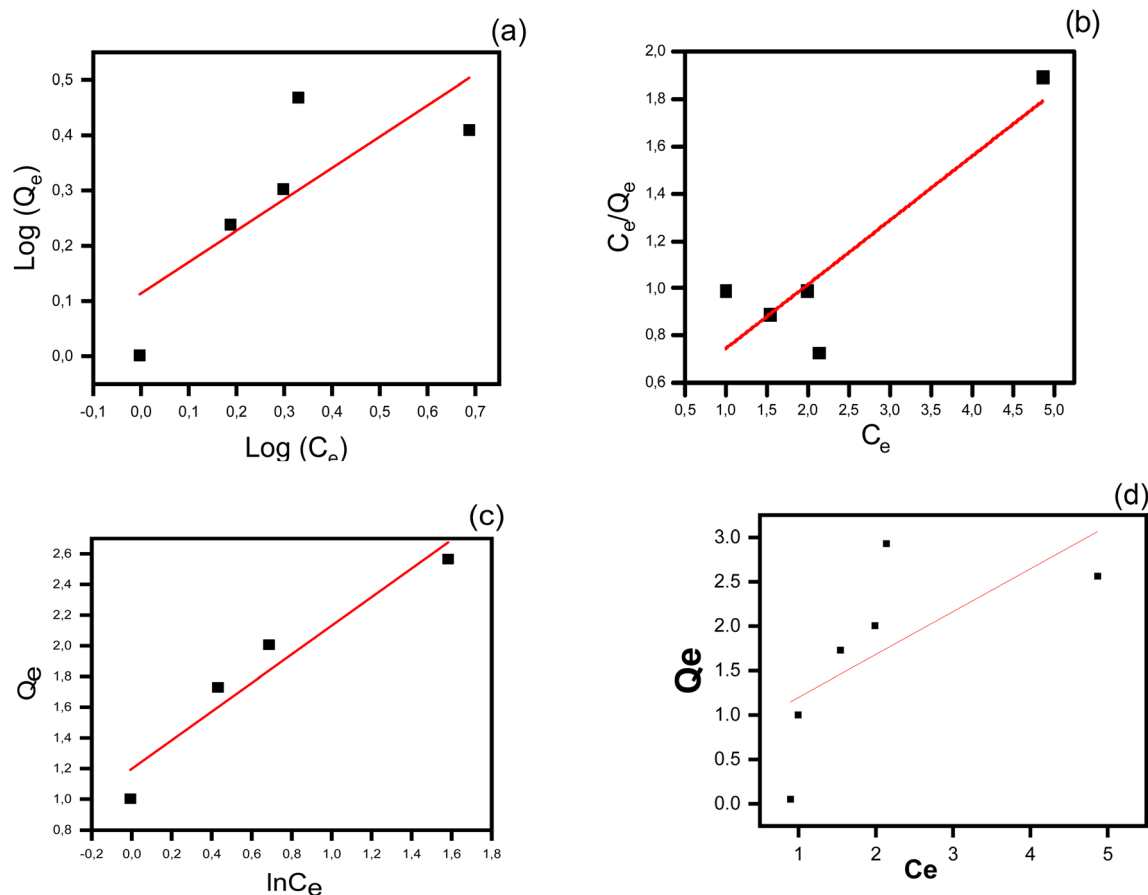 (a)
0,5
0,4
0,3
0,2
0,1
0,0
Log (Qe)
-0,1 0,0 0,1 0,2 0,3 0,4 0,5 0,6 0,7
Log (Ce)
(b)
2,0
1,8
1,6
1,4
1,2
1,0
0,8
0,6
Ce/Qe
0,5 1,0 1,5 2,0 2,5 3,0 3,5 4,0 4,5 5,0
Ce
(c)
2,6
2,4
2,2
2,0
1,8
1,6
1,4
1,2
1,0
0,8
Qe
-0,2 0,0 0,2 0,4 0,6 0,8 1,0 1,2 1,4 1,6 1,8
lnCe
(d)
3.0
2.5
2.0
1.5
1.0
0.5
0.0
Qe
1 2 3 4 5
Ce